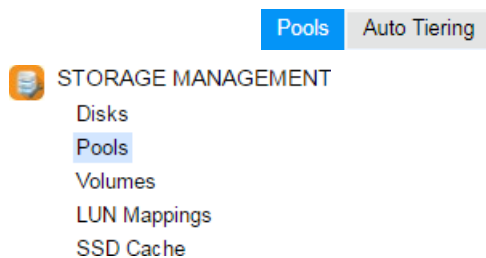 Pools Auto Tiering
STORAGE MANAGEMENT
Disks
Pools
Volumes
LUN Mappings
SSD Cache